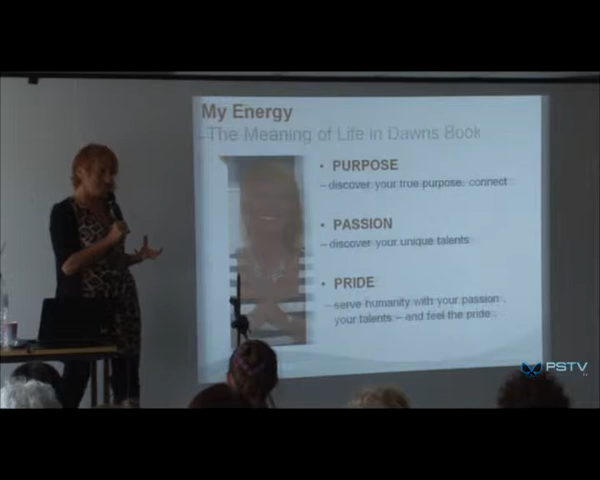 My Energy
–The Meaning of Life in Dawns Book
• PURPOSE
– discover your true purpose, connect
• PASSION
– discover your unique talents
• PRIDE
– serve humanity with your passion,
your talents – and feel the pride
PSTV